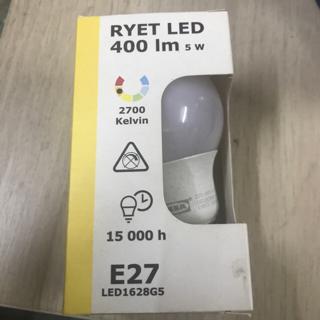 RYET LED
400 lm 5 W
2700
Kelvin
15 000 h
E27
LED1628G5